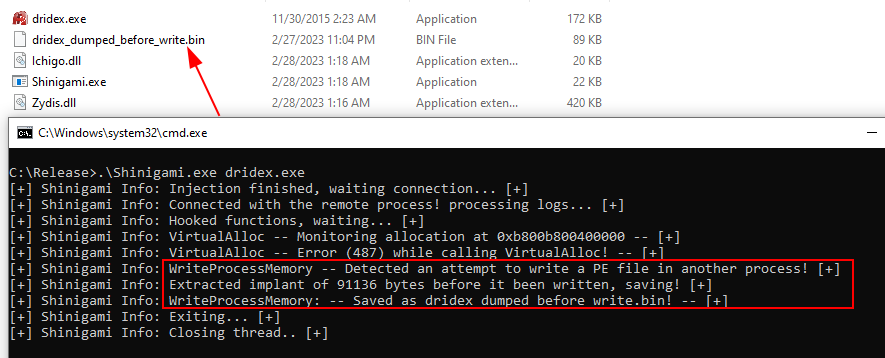 dridex.exe 11/30/2015 2:23 AM Application 172 KB
dridex_dumped_before_write.bin 2/27/2023 11:04 PM BIN File 89 KB
Ichigo.dll 2/28/2023 1:18 AM Application exten... 20 KB
Shinigami.exe 2/28/2023 1:18 AM Application 22 KB
Zydis.dll 2/28/2023 1:16 AM Application exten... 420 KB
C:\Windows\system32\cmd.exe
C:\Release>.\Shinigami.exe dridex.exe
[+] Shinigami Info: Injection finished, waiting connection... [+]
[+] Shinigami Info: Connected with the remote process! processing logs... [+]
[+] Shinigami Info: Hooked functions, waiting... [+]
[+] Shinigami Info: VirtualAlloc -- Monitoring allocation at 0xb800b800400000 -- [+]
[+] Shinigami Info: VirtualAlloc -- Error (487) while calling VirtualAlloc! -- [+]
[+] Shinigami Info: WriteProcessMemory -- Detected an attempt to write a PE file in another process! [+]
[+] Shinigami Info: Extracted implant of 91136 bytes before it been written, saving! [+]
[+] Shinigami Info: WriteProcessMemory: -- Saved as dridex dumped before write.bin! -- [+]
[+] Shinigami Info: Exiting... [+]
[+] Shinigami Info: Closing thread.. [+]